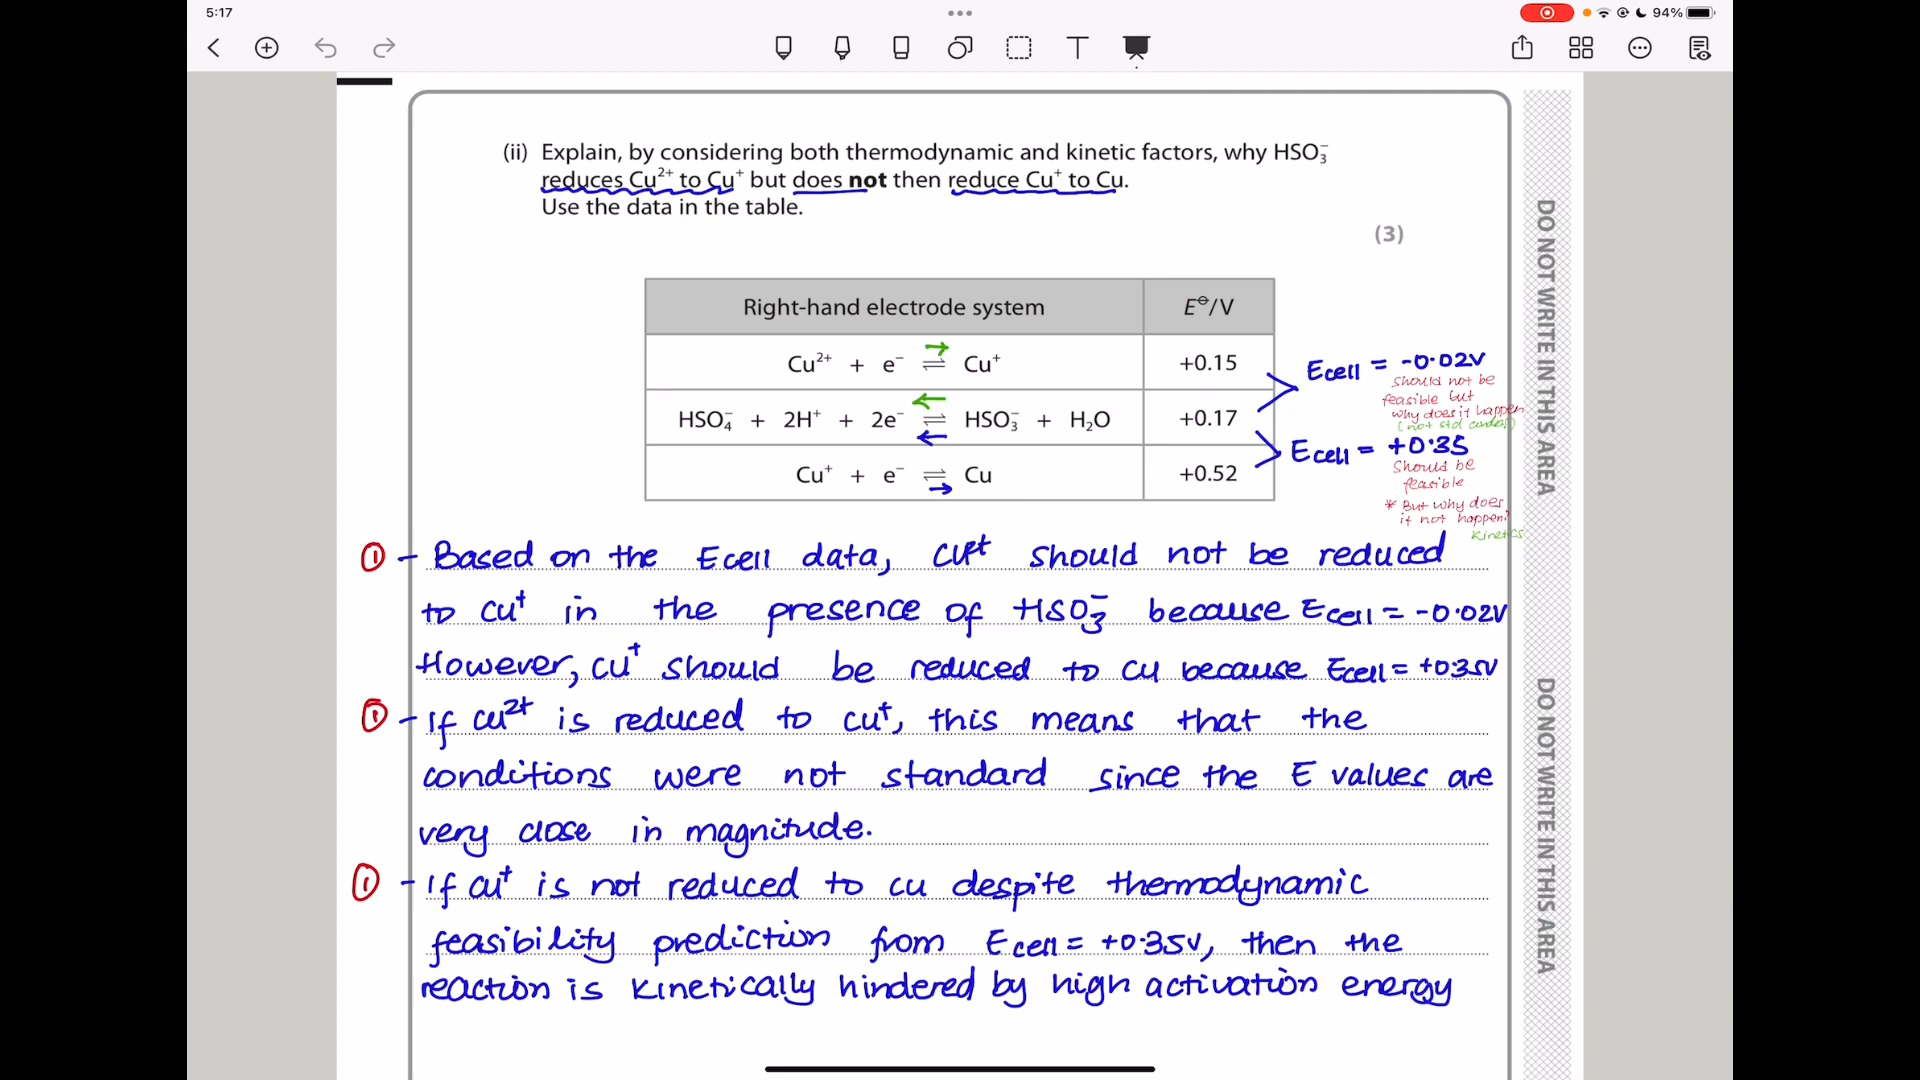 5:17
94%
(ii) Explain, by considering both thermodynamic and kinetic factors, why HSO₃⁻
reduces Cu²⁺ to Cu⁺ but does not then reduce Cu⁺ to Cu.
Use the data in the table.
(3)
Right-hand electrode system E⦵/V
Cu²⁺ + e⁻ ⇌ Cu⁺ +0.15
HSO₄⁻ + 2H⁺ + 2e⁻ ⇌ HSO₃⁻ + H₂O +0.17
Cu⁺ + e⁻ ⇌ Cu +0.52
Ecell = -0.02V
should not be
feasible but
why does it happen
Ecell = +0.35
should be
feasible
* But why does
it not happen?
kinetics
① - Based on the Ecell data, should not be reduced
to cu⁺ in the presence of HSO₃⁻ because Ecell = -0.02V
However, cu⁺ should be reduced to cu because Ecell = +0.35V
① - If cu²⁺ is reduced to cu⁺, this means that the
conditions were not standard since the E values are
very close in magnitude.
① - If cu⁺ is not reduced to cu despite thermodynamic
feasibility prediction from Ecell = +0.35V, then the
reaction is kinetically hindered by high activation energy
DO NOT WRITE IN THIS AREA
DO NOT WRITE IN THIS AREA